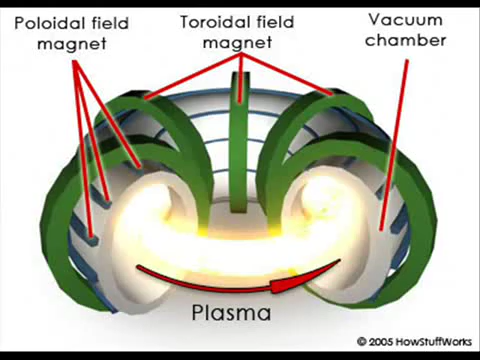 Poloidal field
magnet
Toroidal field
magnet
Vacuum
chamber
Plasma
© 2005 HowStuffWorks